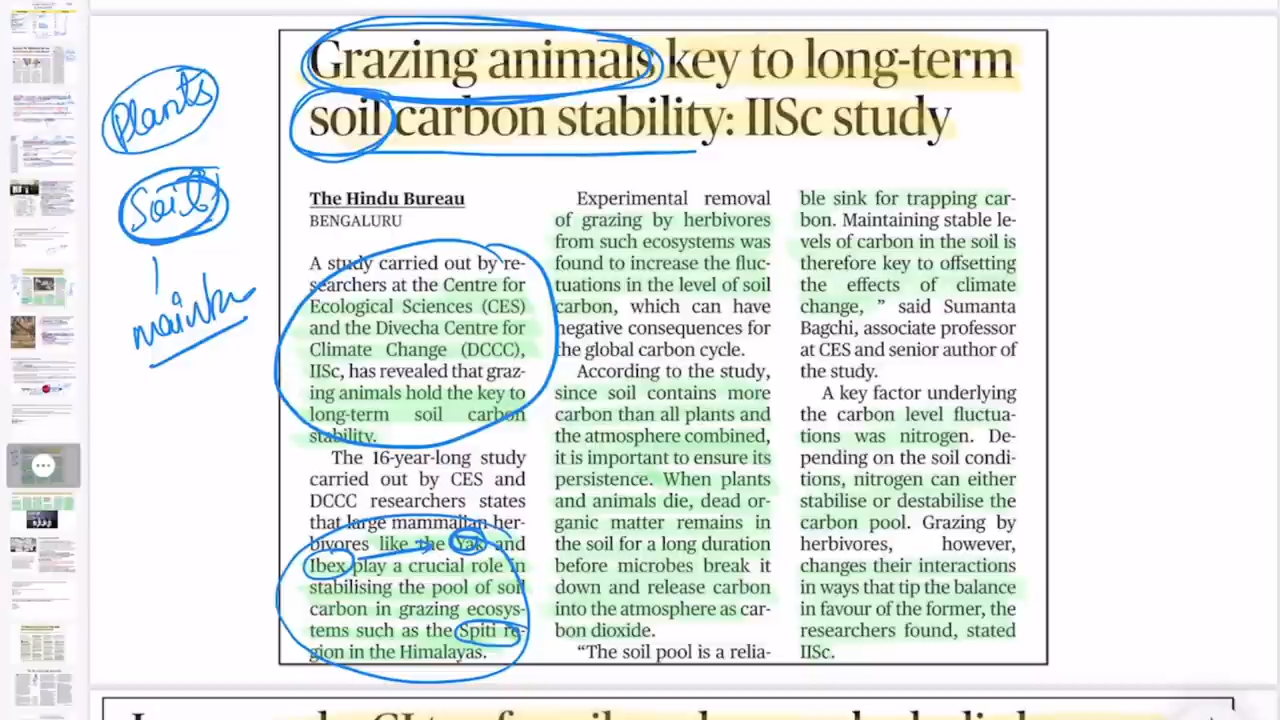 Grazing animals key to long-term
soil carbon stability: IISc study
Plants
Soil
The Hindu Bureau
BENGALURU
A study carried out by re-
searchers at the Centre for
Ecological Sciences (CES)
and the Divecha Centre for
Climate Change (DCCC),
IISc, has revealed that graz-
ing animals hold the key to
long-term soil carbon
stability.
The 16-year-long study
carried out by CES and
DCCC researchers states
that large mammalian her-
bivores like the Yak and
Ibex play a crucial role in
stabilising the pool of soil
carbon in grazing ecosys-
tems such as the Spiti re-
gion in the Himalayas.
Experimental removal
of grazing by herbivores
from such ecosystems was
found to increase the fluc-
tuations in the level of soil
carbon, which can have
negative consequences for
the global carbon cycle.
According to the study,
since soil contains more
carbon than all plants and
the atmosphere combined,
it is important to ensure its
persistence. When plants
and animals die, dead or-
ganic matter remains in
the soil for a long duration
before microbes break it
down and release carbon
into the atmosphere as car-
bon dioxide.
“The soil pool is a relia-
ble sink for trapping car-
bon. Maintaining stable le-
vels of carbon in the soil is
therefore key to offsetting
the effects of climate
change, ” said Sumanta
Bagchi, associate professor
at CES and senior author of
the study.
A key factor underlying
the carbon level fluctua-
tions was nitrogen. De-
pending on the soil condi-
tions, nitrogen can either
stabilise or destabilise the
carbon pool. Grazing by
herbivores, however,
changes their interactions
in ways that tip the balance
in favour of the former, the
researchers found, stated
IISc.